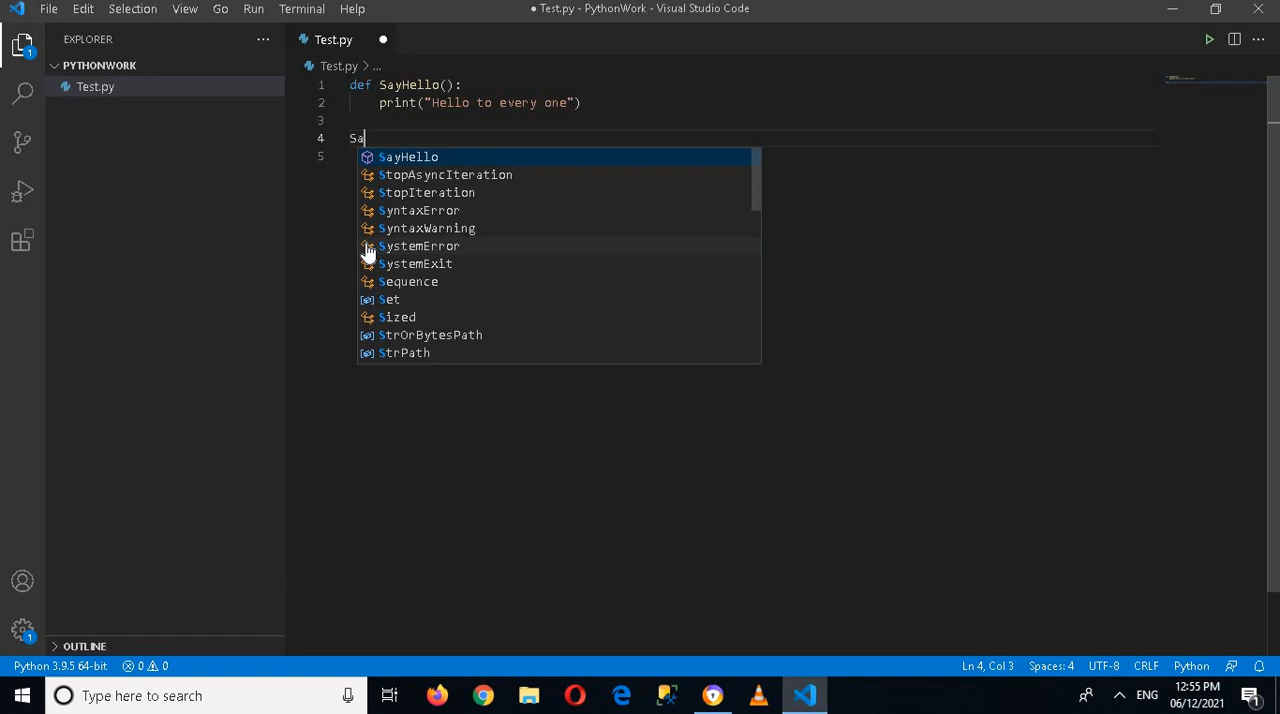 File Edit Selection View Go Run Terminal Help
● Test.py - PythonWork - Visual Studio Code
EXPLORER
PYTHONWORK
Test.py
Test.py
Test.py > ...
1 def SayHello():
2 print("Hello to every one")
3
4 Sa
5
SayHello
StopAsyncIteration
StopIteration
SyntaxError
SyntaxWarning
SystemError
SystemExit
Sequence
Set
Sized
StrOrBytesPath
StrPath
1
1
OUTLINE
Python 3.9.5 64-bit 0 0 Ln 4, Col 3 Spaces: 4 UTF-8 CRLF Python
Type here to search
ENG
12:55 PM
06/12/2021
1